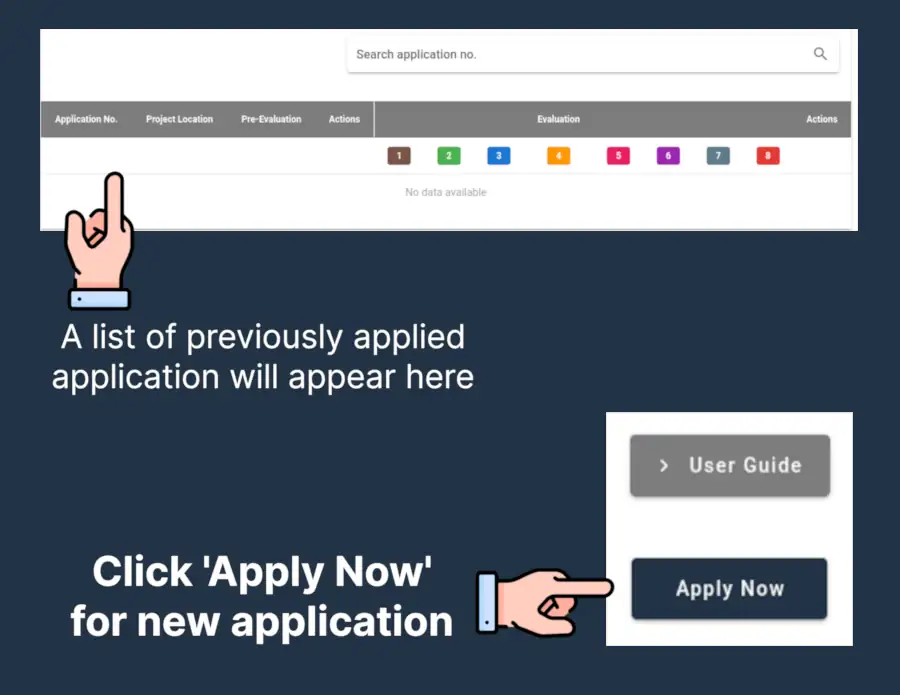 Search application no.
Application No. Project Location Pre-Evaluation Actions Evaluation Actions
1 2 3 4 5 6 7 8
No data available
A list of previously applied
application will appear here
User Guide
Click 'Apply Now'
for new application
Apply Now